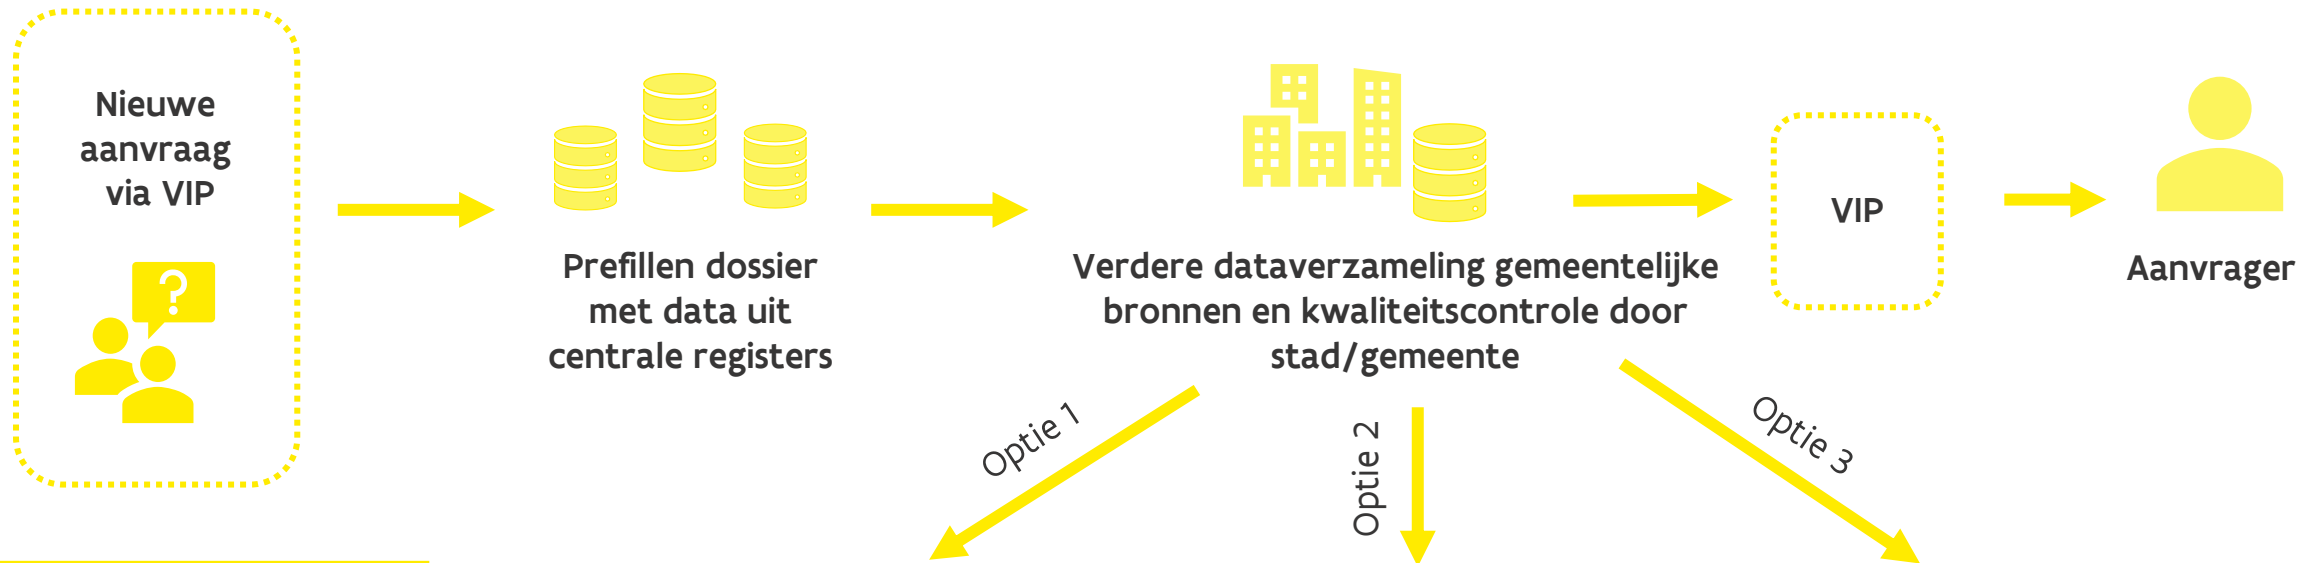 Nieuwe
aanvraag
via VIP
?
Prefillen dossier
met data uit
centrale registers
Verdere dataverzameling gemeentelijke
bronnen en kwaliteitscontrole door
stad/gemeente
VIP
Aanvrager
Optie 1
Optie 2
Optie 3